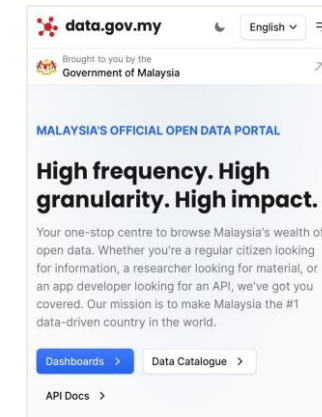 data.gov.my English
Brought to you by the
Government of Malaysia
MALAYSIA'S OFFICIAL OPEN DATA PORTAL
High frequency. High
granularity. High impact.
Your one-stop centre to browse Malaysia's wealth of
open data. Whether you're a regular citizen looking
for information, a researcher looking for material, or
an app developer looking for an API, we've got you
covered. Our mission is to make Malaysia the #1
data-driven country in the world.
Dashboards Data Catalogue
API Docs